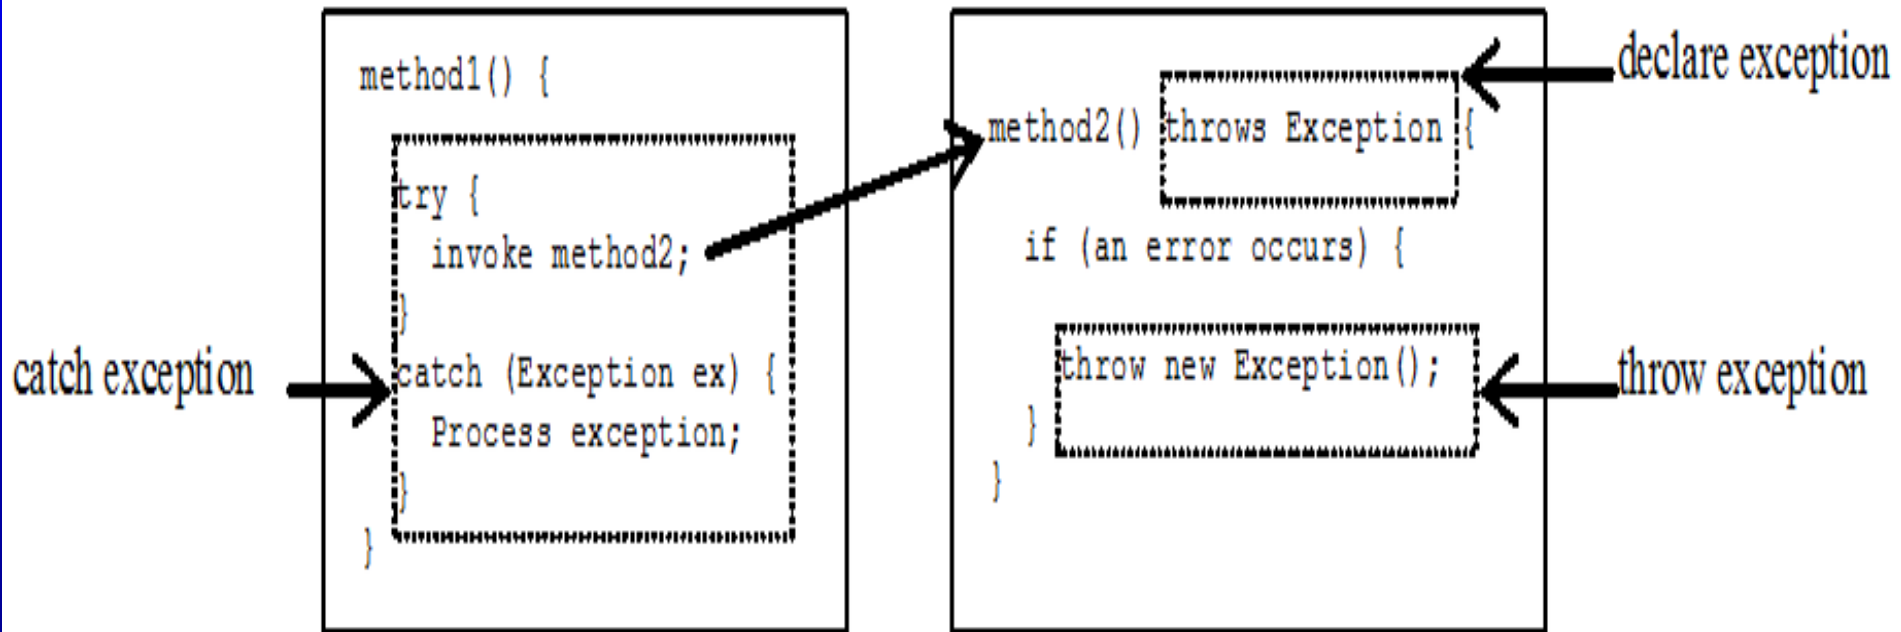 catch exception
method1() {
try {
invoke method2;
}
catch (Exception ex) {
Process exception;
}
}
method2() throws Exception {
if (an error occurs) {
throw new Exception();
}
}
declare exception
throw exception